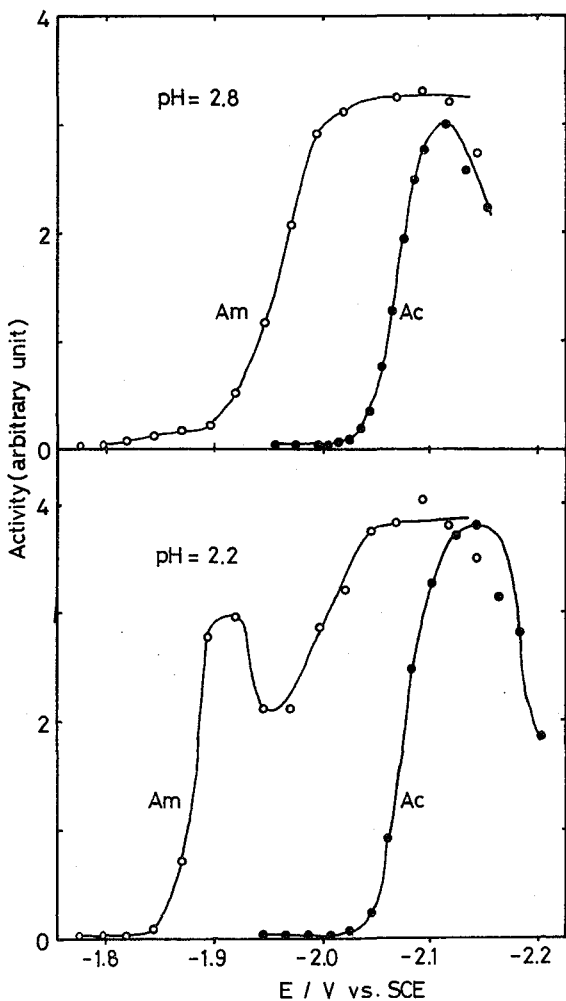 4
pH = 2.8
2
Am
Ac
0
Activity (arbitrary unit)
4
pH = 2.2
2
Am
Ac
0
-1.8 -1.9 -2.0 -2.1 -2.2
E / V vs. SCE